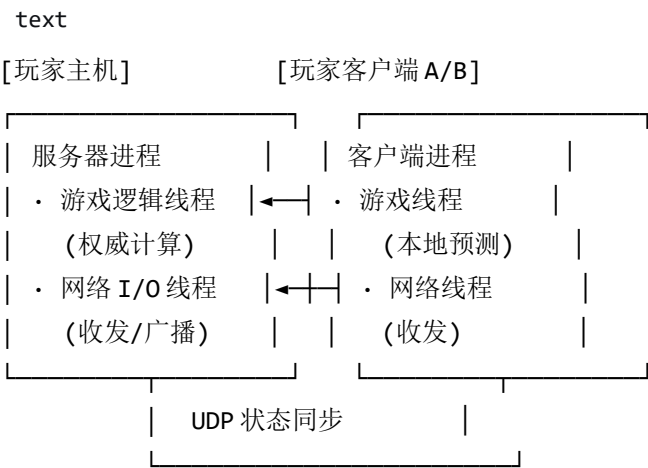 text
[玩家主机] [玩家客户端 A/B]
服务器进程 客户端进程
· 游戏逻辑线程 · 游戏线程
(权威计算) (本地预测)
· 网络 I/O 线程 · 网络线程
(收发/广播) (收发)
UDP 状态同步